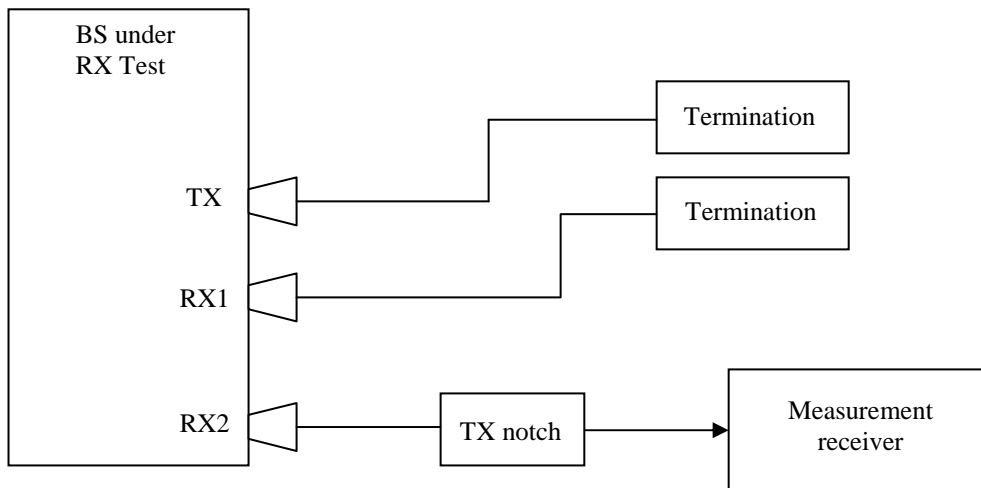 BS under
RX Test
Termination
TX
Termination
RX1
RX2
TX notch
Measurement
receiver